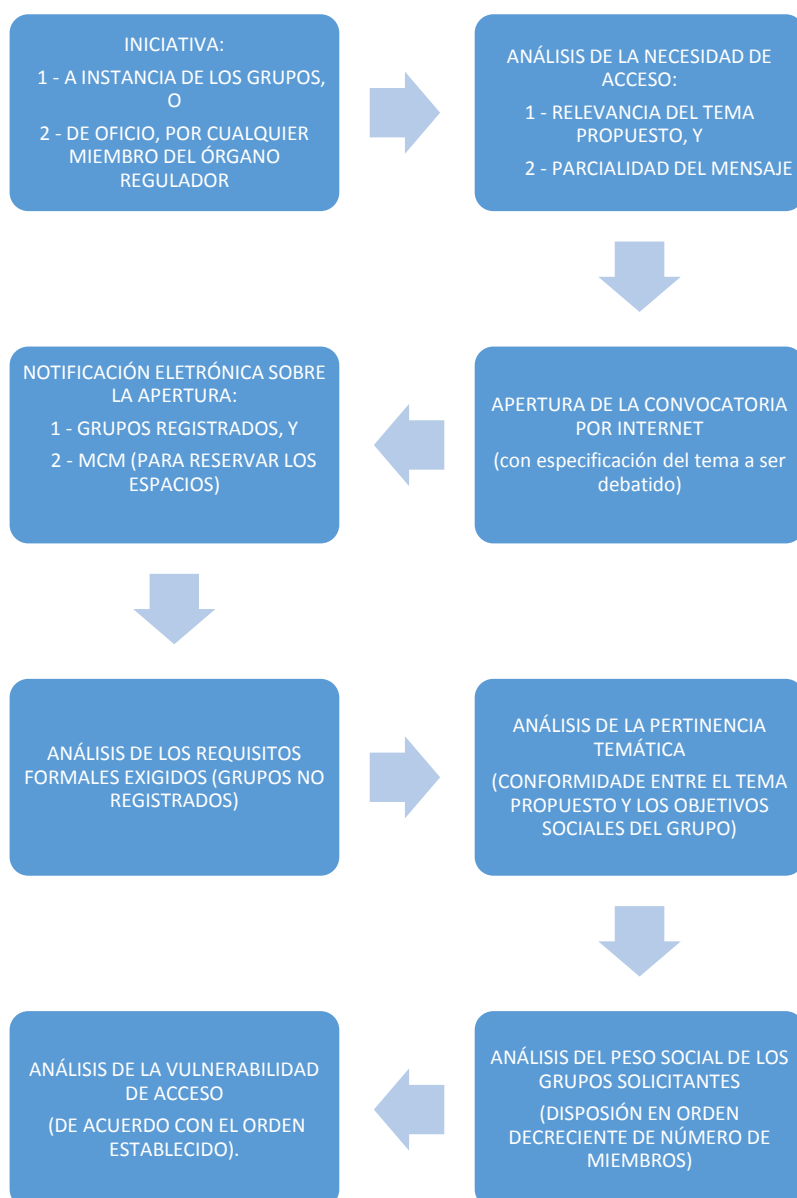 INICIATIVA:
1 - A INSTANCIA DE LOS GRUPOS,
O
2 - DE OFICIO, POR CUALQUIER
MIEMBRO DEL ÓRGANO
REGULADOR
ANÁLISIS DE LA NECESIDAD DE
ACCESO:
1 - RELEVANCIA DEL TEMA
PROPUESTO, Y
2 - PARCIALIDAD DEL MENSAJE
APERTURA DE LA CONVOCATORIA
POR INTERNET
(con especificación del tema a ser
debatido)
NOTIFICACIÓN ELETRÓNICA SOBRE
LA APERTURA:
1 - GRUPOS REGISTRADOS, Y
2 - MCM (PARA RESERVAR LOS
ESPACIOS)
ANÁLISIS DE LOS REQUISITOS
FORMALES EXIGIDOS (GRUPOS NO
REGISTRADOS)
ANÁLISIS DE LA PERTINENCIA
TEMÁTICA
(CONFORMIDADE ENTRE EL TEMA
PROPUESTO Y LOS OBJETIVOS
SOCIALES DEL GRUPO)
ANÁLISIS DEL PESO SOCIAL DE LOS
GRUPOS SOLICITANTES
(DISPOSIÓN EN ORDEN
DECRECIENTE DE NÚMERO DE
MIEMBROS)
ANÁLISIS DE LA VULNERABILIDAD
DE ACCESO
(DE ACUERDO CON EL ORDEN
ESTABLECIDO).